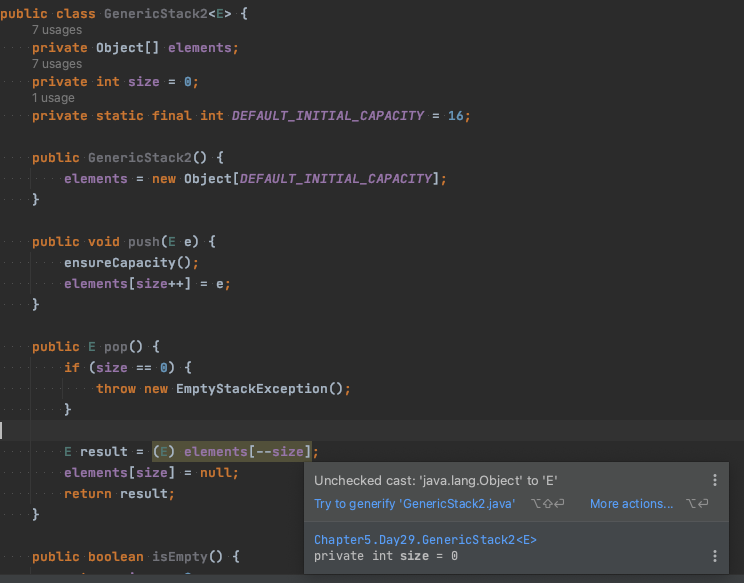 public class GenericStack2<E> {
7 usages
private Object[] elements;
7 usages
private int size = 0;
1 usage
private static final int DEFAULT_INITIAL_CAPACITY = 16;
public GenericStack2() {
elements = new Object[DEFAULT_INITIAL_CAPACITY];
}
public void push(E e) {
ensureCapacity();
elements[size++] = e;
}
public E pop() {
if (size == 0) {
throw new EmptyStackException();
}
E result = (E) elements[--size];
elements[size] = null;
return result;
}
public boolean isEmpty() {
Unchecked cast: 'java.lang.Object' to 'E'
Try to generify 'GenericStack2.java' ⌥⇧⏎ More actions... ⌥⏎
Chapter5.Day29.GenericStack2<E>
private int size = 0